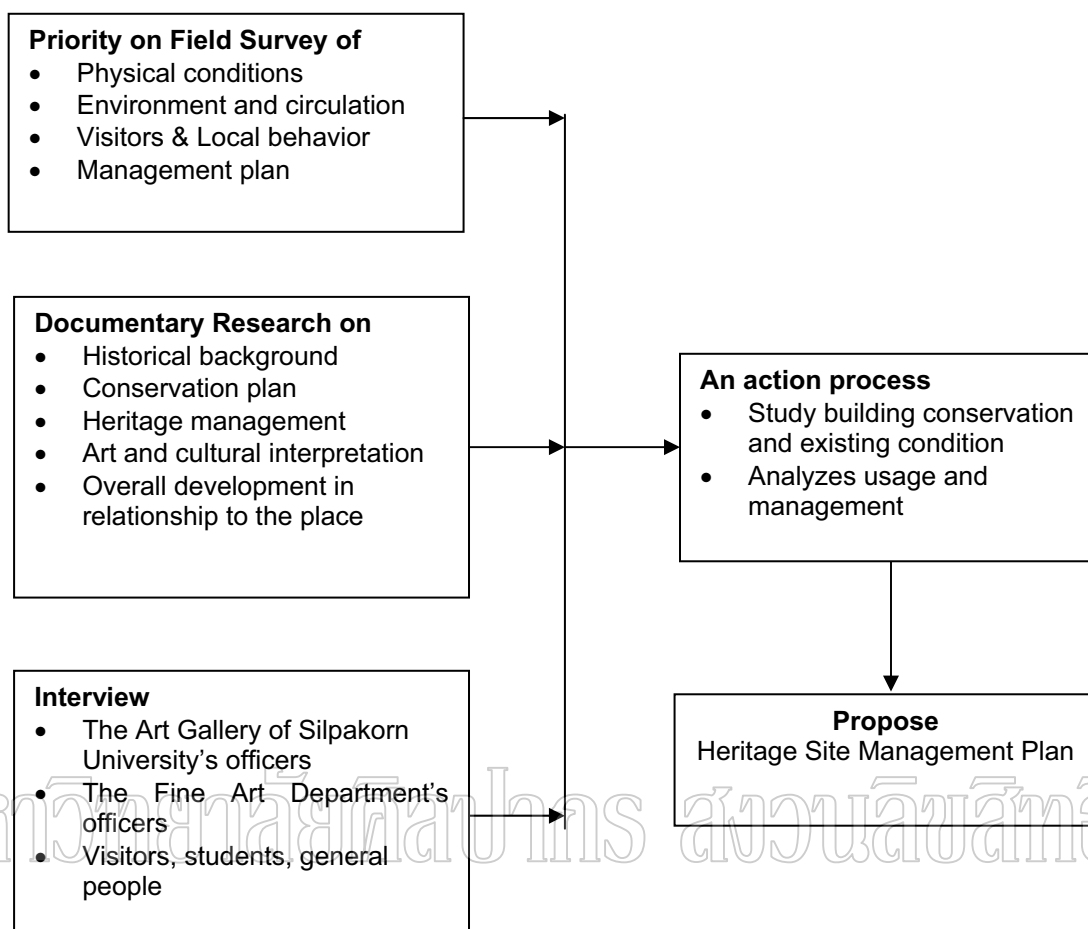 Priority on Field Survey of
• Physical conditions
• Environment and circulation
• Visitors & Local behavior
• Management plan
Documentary Research on
• Historical background
• Conservation plan
• Heritage management
• Art and cultural interpretation
• Overall development in
relationship to the place
An action process
• Study building conservation
and existing condition
• Analyzes usage and
management
Interview
• The Art Gallery of Silpakorn
University’s officers
• The Fine Art Department’s
officers
• Visitors, students, general
people
Propose
Heritage Site Management Plan